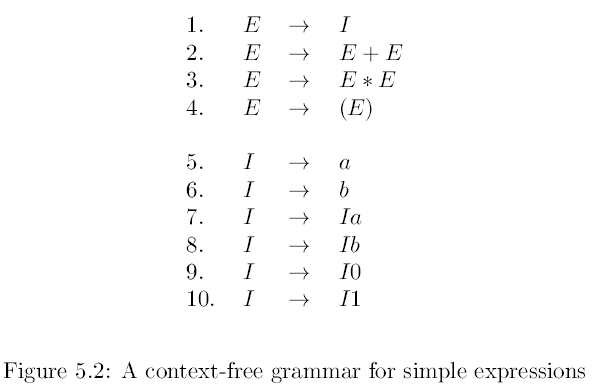 1. E → I
2. E → E + E
3. E → E ∗ E
4. E → (E)
5. I → a
6. I → b
7. I → Ia
8. I → Ib
9. I → I0
10. I → I1
Figure 5.2: A context-free grammar for simple expressions